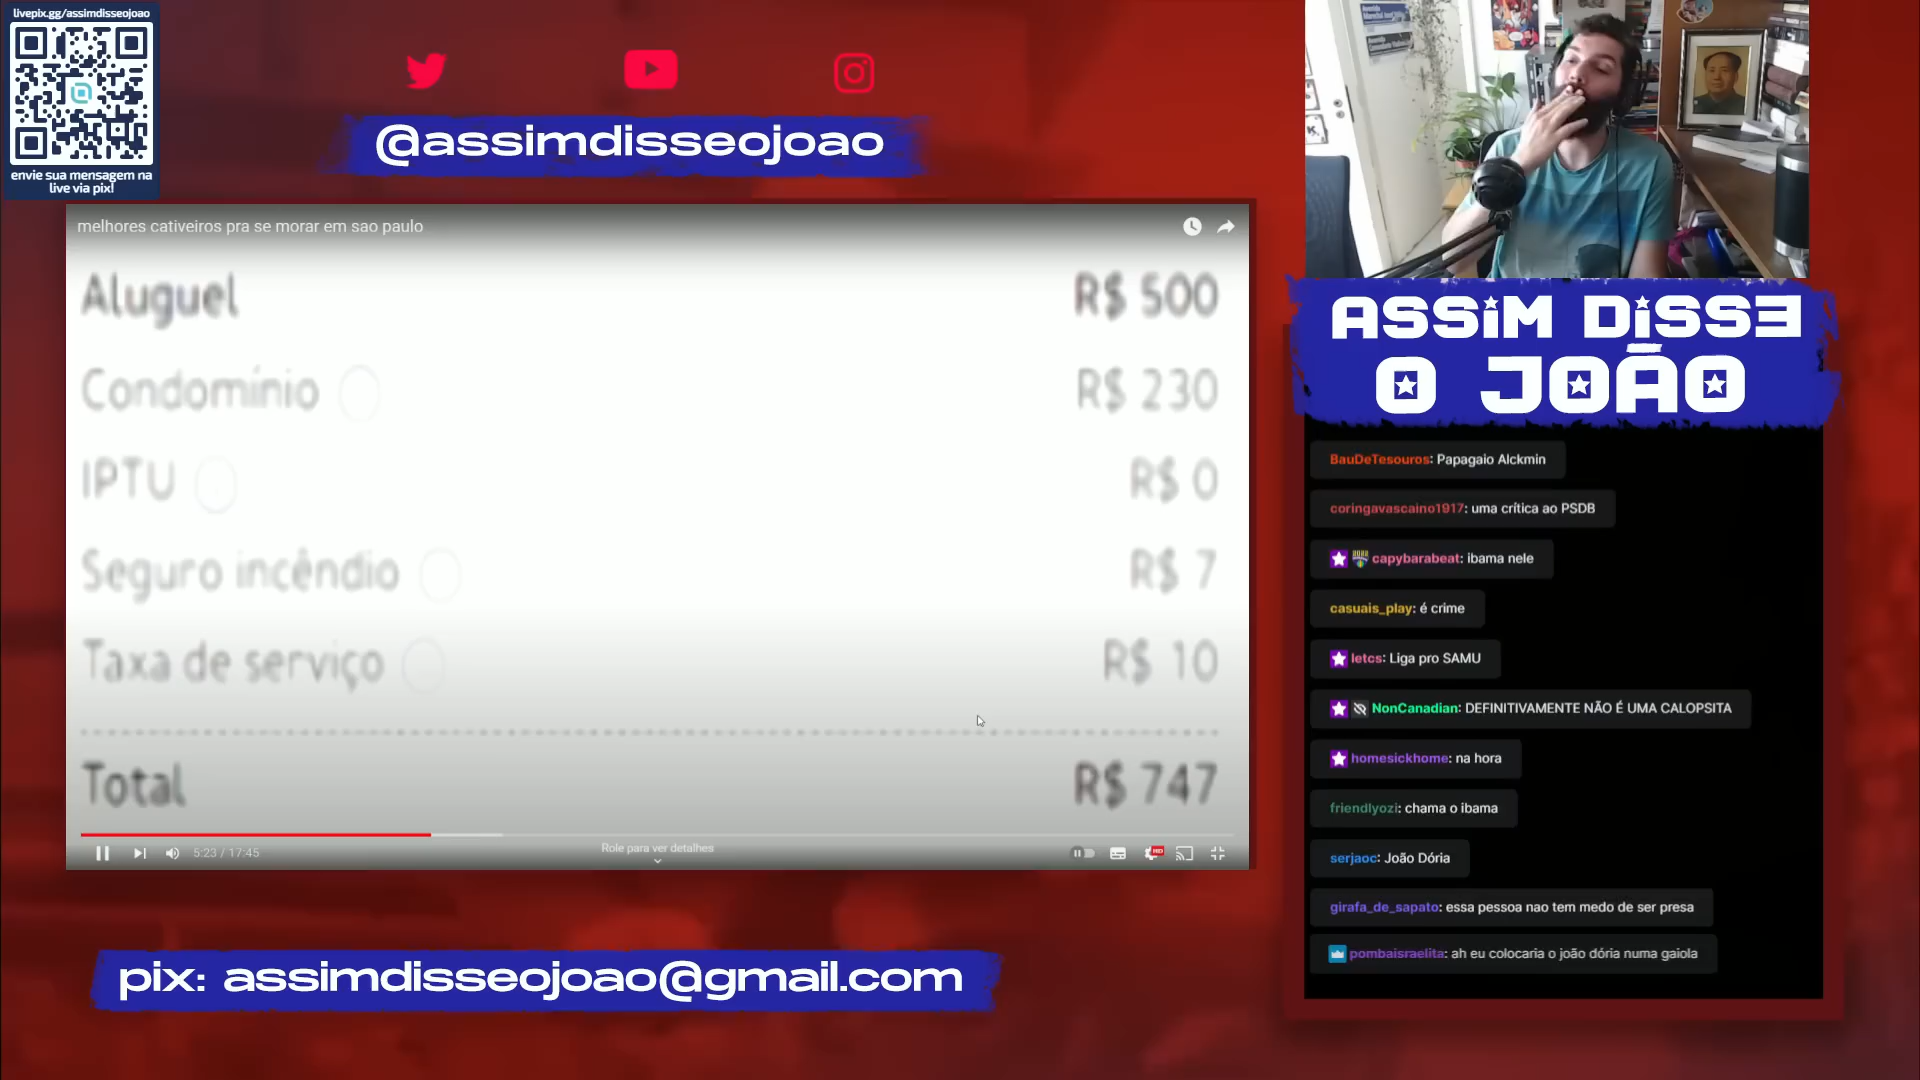 livepix.gg/assimdisseojoao
envie sua mensagem na
live via pix!
@assimdisseojoao
melhores cativeiros pra se morar em sao paulo
Aluguel R$ 500
Condomínio R$ 230
IPTU R$ 0
Seguro incêndio R$ 7
Taxa de serviço R$ 10
Total R$ 747
5:23 / 17:45
Role para ver detalhes
HD
pix: assimdisseojoao@gmail.com
ASSiM DiSSE
O JOÃO
BauDeTesouros: Papagaio Alckmin
coringavascaino1917: uma crítica ao PSDB
capybarabeat: ibama nele
casuais_play: é crime
letcs: Liga pro SAMU
NonCanadian: DEFINITIVAMENTE NÃO É UMA CALOPSITA
homesickhome: na hora
friendlyozi: chama o ibama
serjaoc: João Dória
girafa_de_sapato: essa pessoa nao tem medo de ser presa
pombaisraelita: ah eu colocaria o joão dória numa gaiola